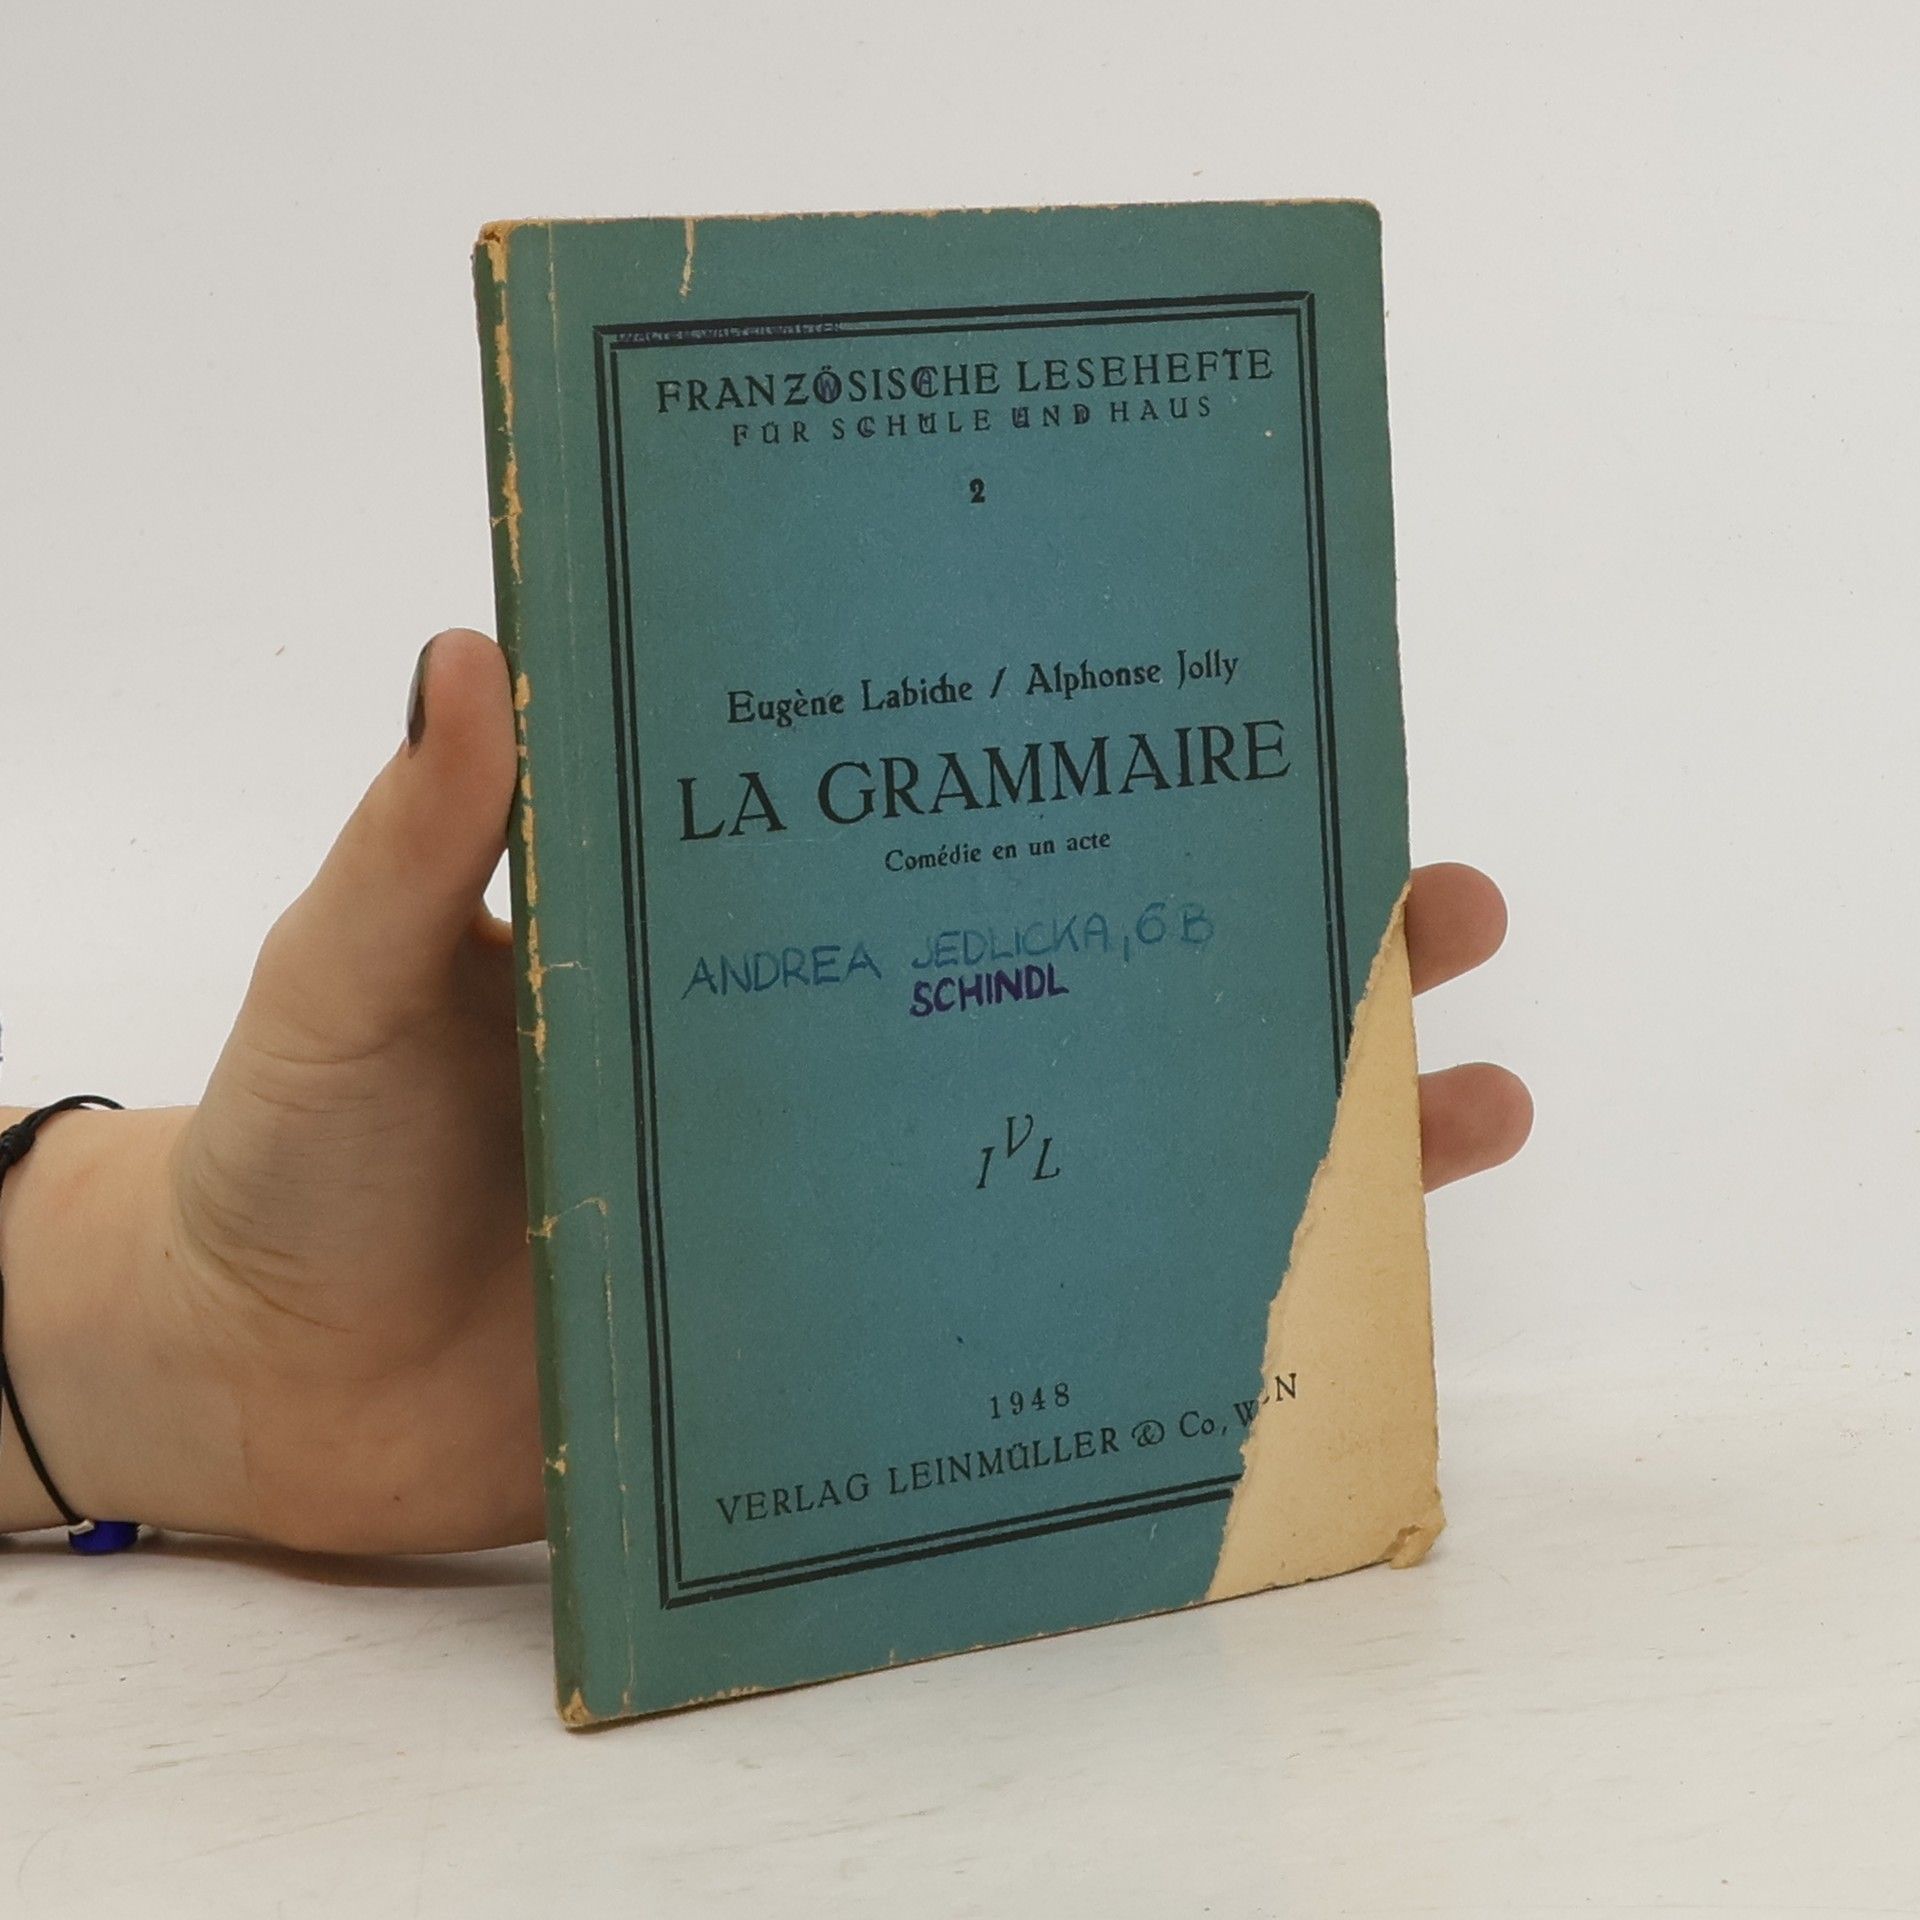 FRANZÖSISCHE LESEHEFTE
FÜR SCHULE UND HAUS
2
Eugène Labiche / Alphonse Jolly
LA GRAMMAIRE
Comédie en un acte
ANDREA JEDLICKA, 6B
SCHINDL
IVL
1948
VERLAG LEINMÜLLER & Co.,